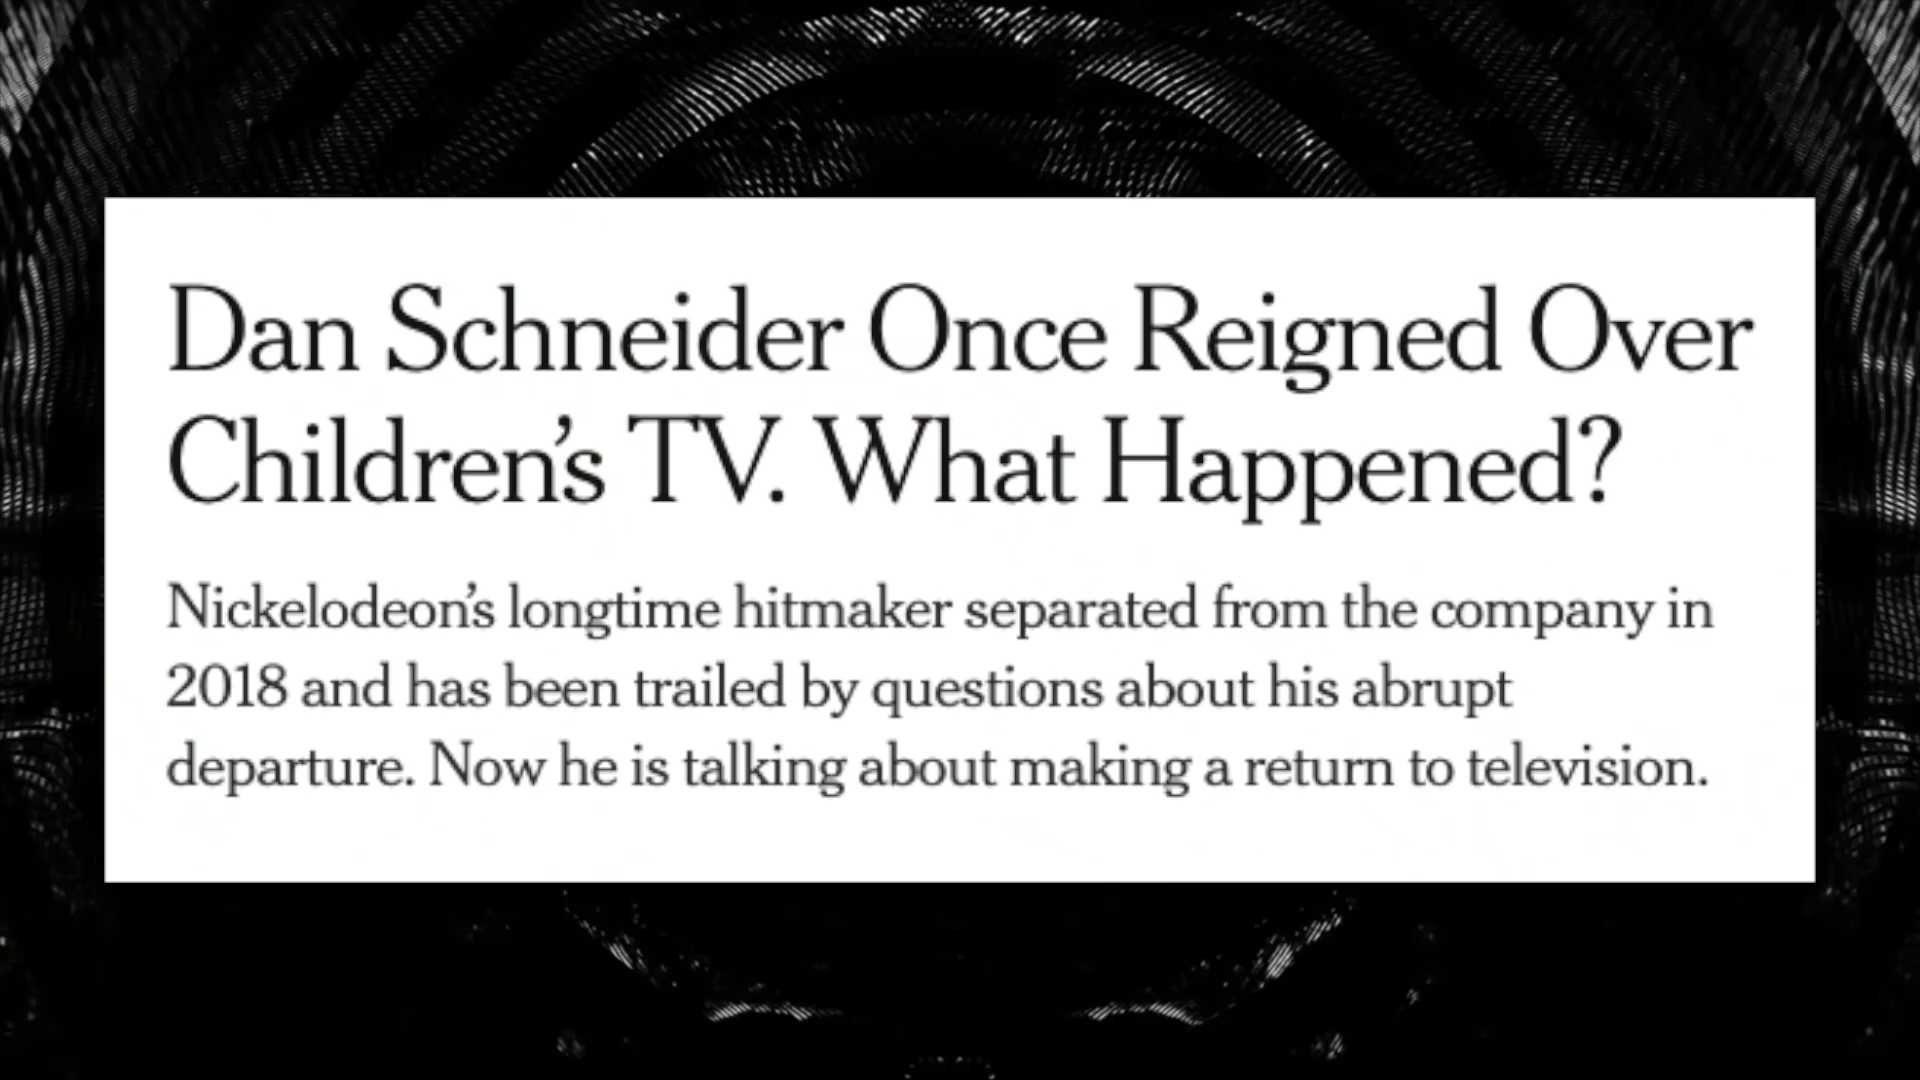 Dan Schneider Once Reigned Over
Children’s TV. What Happened?
Nickelodeon’s longtime hitmaker separated from the company in
2018 and has been trailed by questions about his abrupt
departure. Now he is talking about making a return to television.